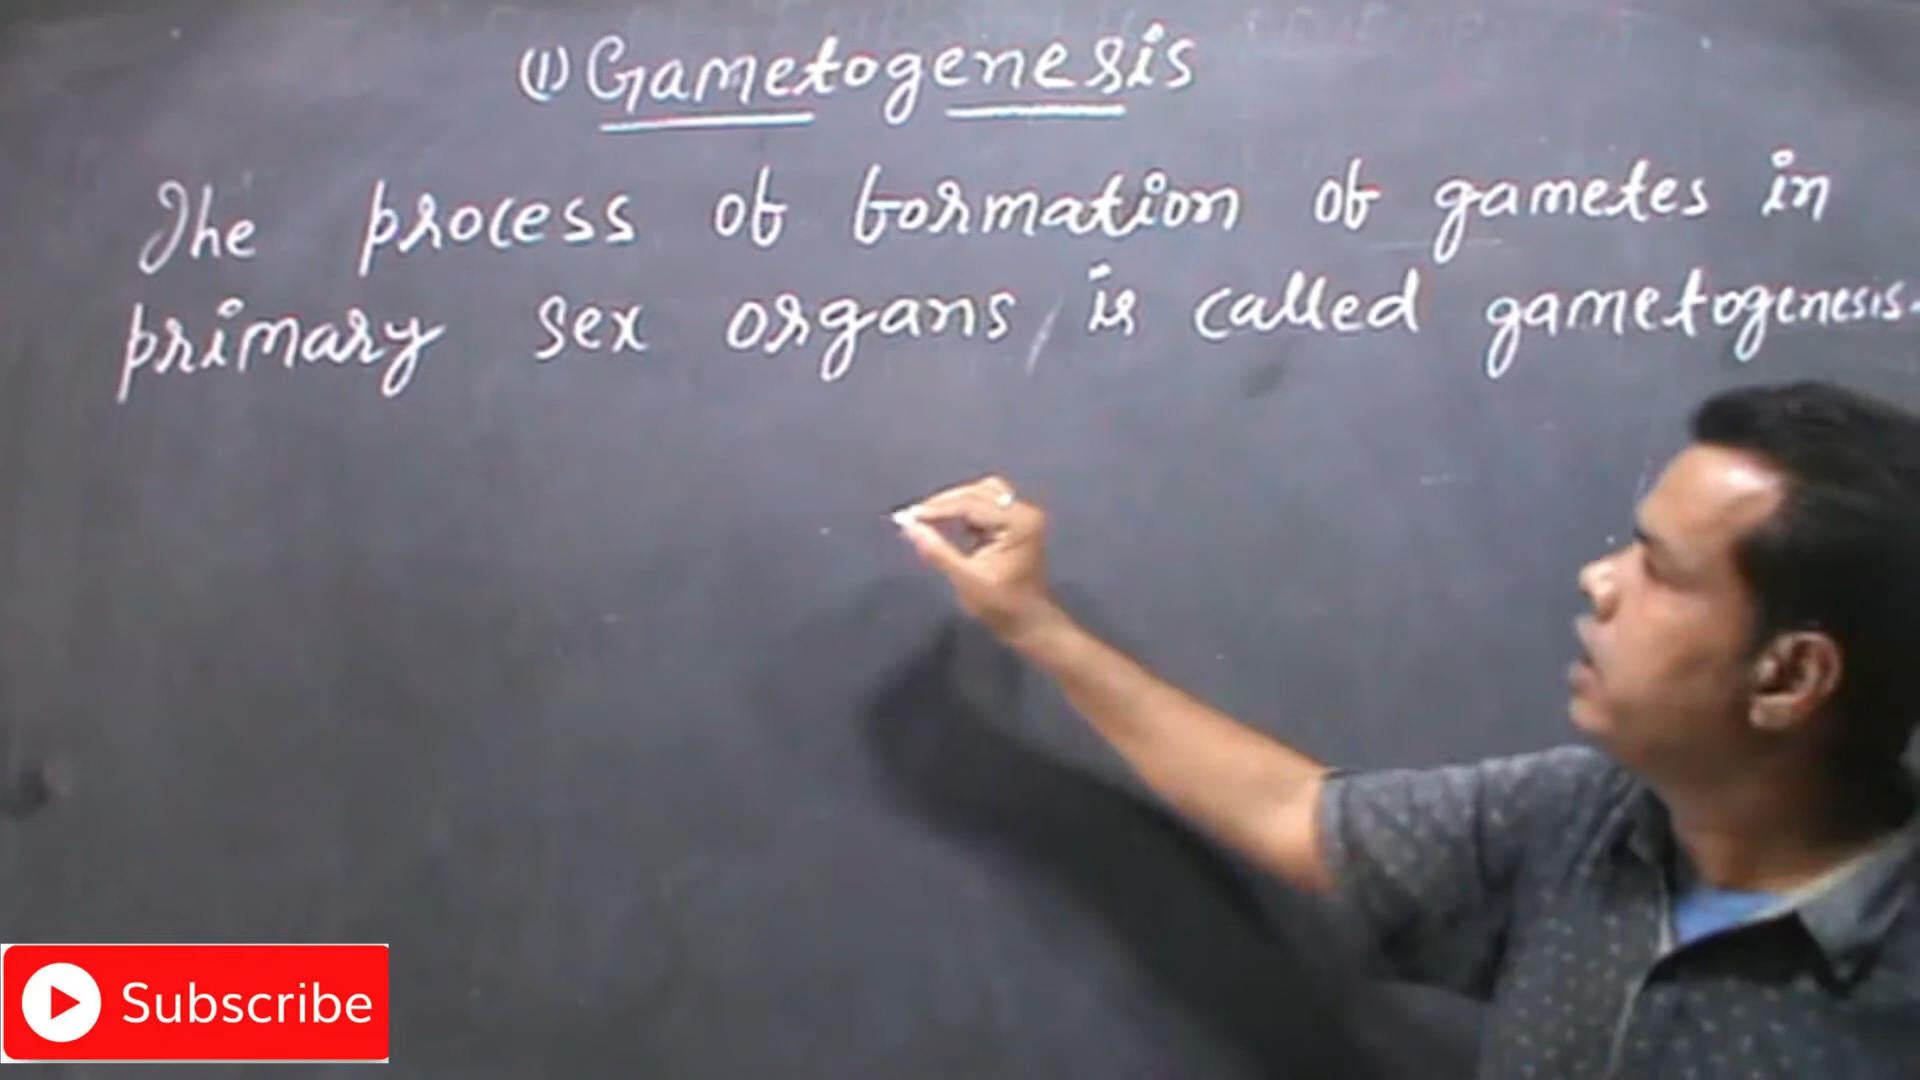 (1) Gametogenesis
The process of formation of gametes in
primary sex organs, is called gametogenesis.
Subscribe